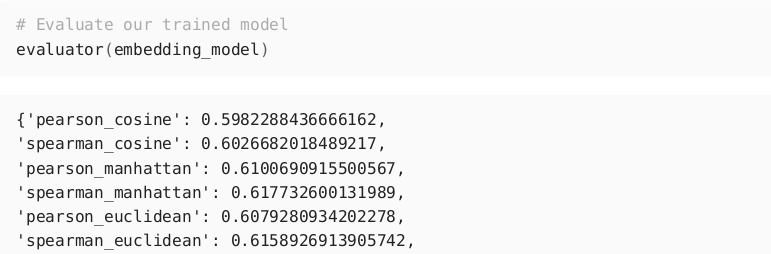 # Evaluate our trained model
evaluator(embedding_model)
{'pearson_cosine': 0.5982288436666162,
'spearman_cosine': 0.6026682018489217,
'pearson_manhattan': 0.6100690915500567,
'spearman_manhattan': 0.617732600131989,
'pearson_euclidean': 0.6079280934202278,
'spearman_euclidean': 0.6158926913905742,